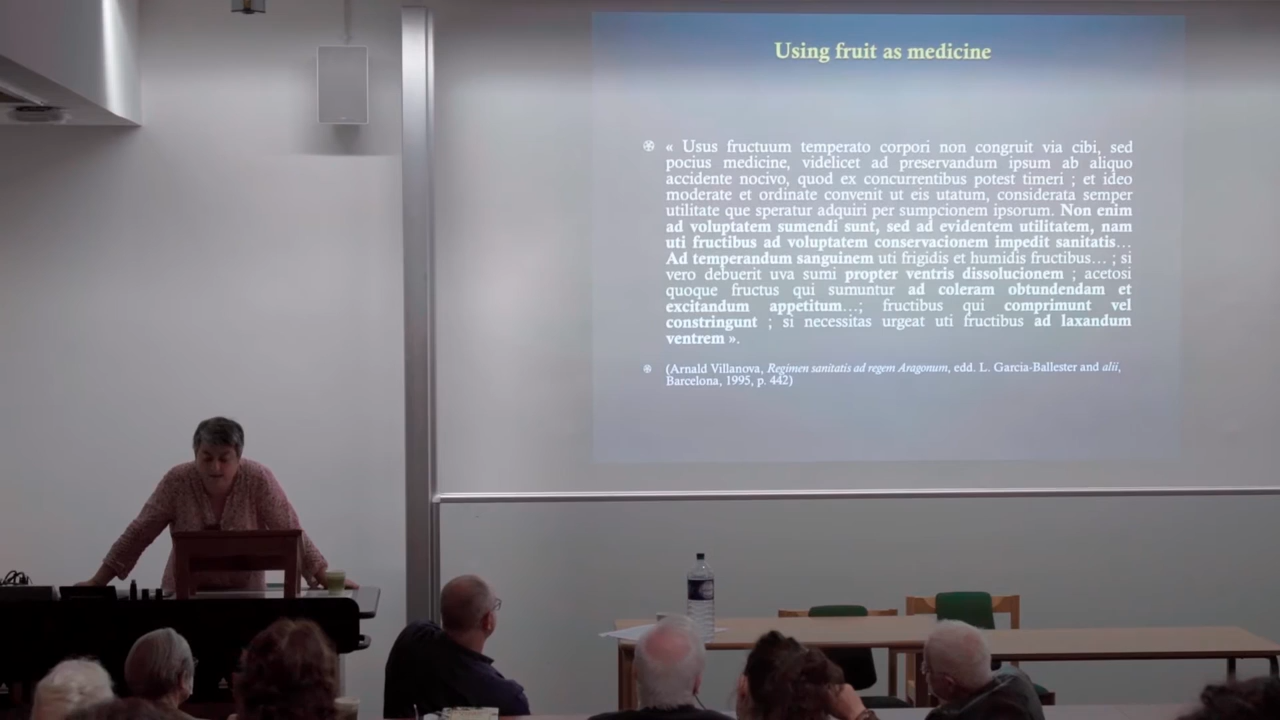 Using fruit as medicine
« Usus fructuum temperato corpori non congruit via cibi, sed
pocius medicine, videlicet ad preservandum ipsum ab aliquo
accidente nocivo, quod ex concurrentibus potest timeri ; et ideo
moderate et ordinate convenit ut eis utatum, considerata semper
utilitate que speratur adquiri per sumpcionem ipsorum. Non enim
ad voluptatem sumendi sunt, sed ad evidentem utilitatem, nam
uti fructibus ad voluptatem conservacionem impedit sanitatis…
Ad temperandum sanguinem uti frigidis et humidis fructibus… ; si
vero debuerit uva sumi propter ventris dissolucionem ; acetosi
quoque fructus qui sumuntur ad coleram obtundendam et
excitandum appetitum…; fructibus qui comprimunt vel
constringunt ; si necessitas urgeat uti fructibus ad laxandum
ventrem ».
(Arnald Villanova, Regimen sanitatis ad regem Aragonum, edd. L. Garcia-Ballester and alii,
Barcelona, 1995, p. 442)